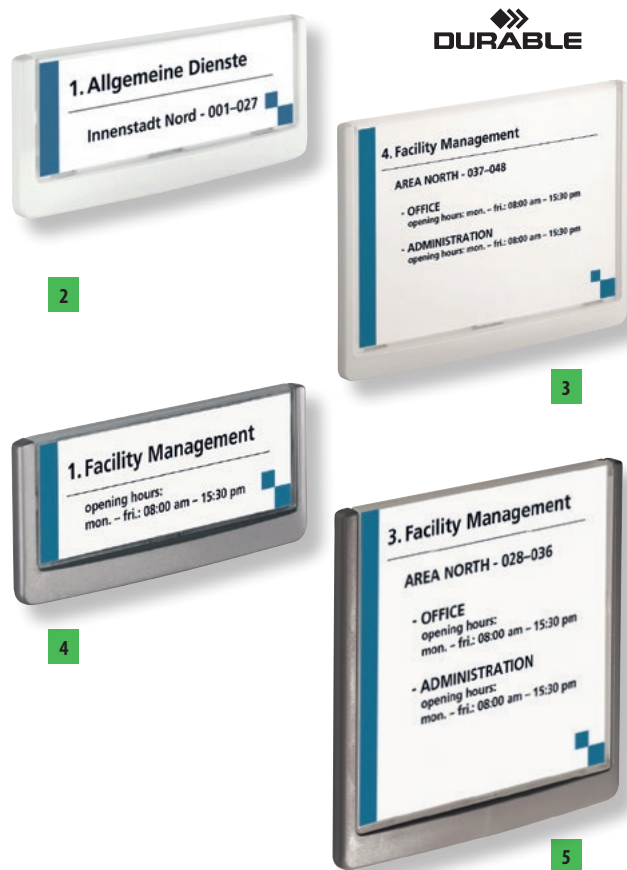 DURABLE
1. Allgemeine Dienste
Innenstadt Nord - 001–027
2
4. Facility Management
AREA NORTH - 037–048
- OFFICE
opening hours: mon. – fri.: 08:00 am – 15:30 pm
- ADMINISTRATION
opening hours: mon. – fri.: 08:00 am – 15:30 pm
3
1. Facility Management
opening hours:
mon. – fri.: 08:00 am – 15:30 pm
4
3. Facility Management
AREA NORTH - 028–036
- OFFICE
opening hours:
mon. – fri.: 08:00 am – 15:30 pm
- ADMINISTRATION
opening hours:
mon. – fri.: 08:00 am – 15:30 pm
5